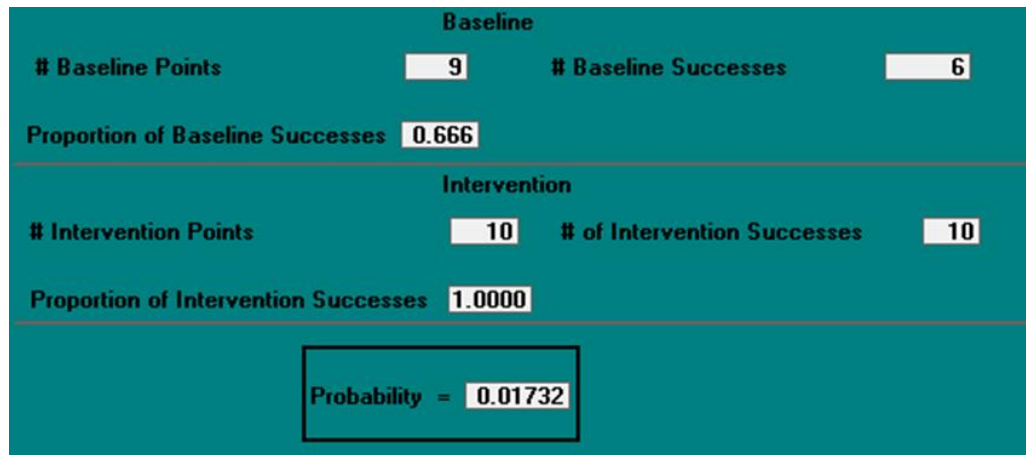 Baseline
# Baseline Points 9 # Baseline Successes 6
Proportion of Baseline Successes 0.666
Intervention
# Intervention Points 10 # of Intervention Successes 10
Proportion of Intervention Successes 1.0000
Probability = 0.01732